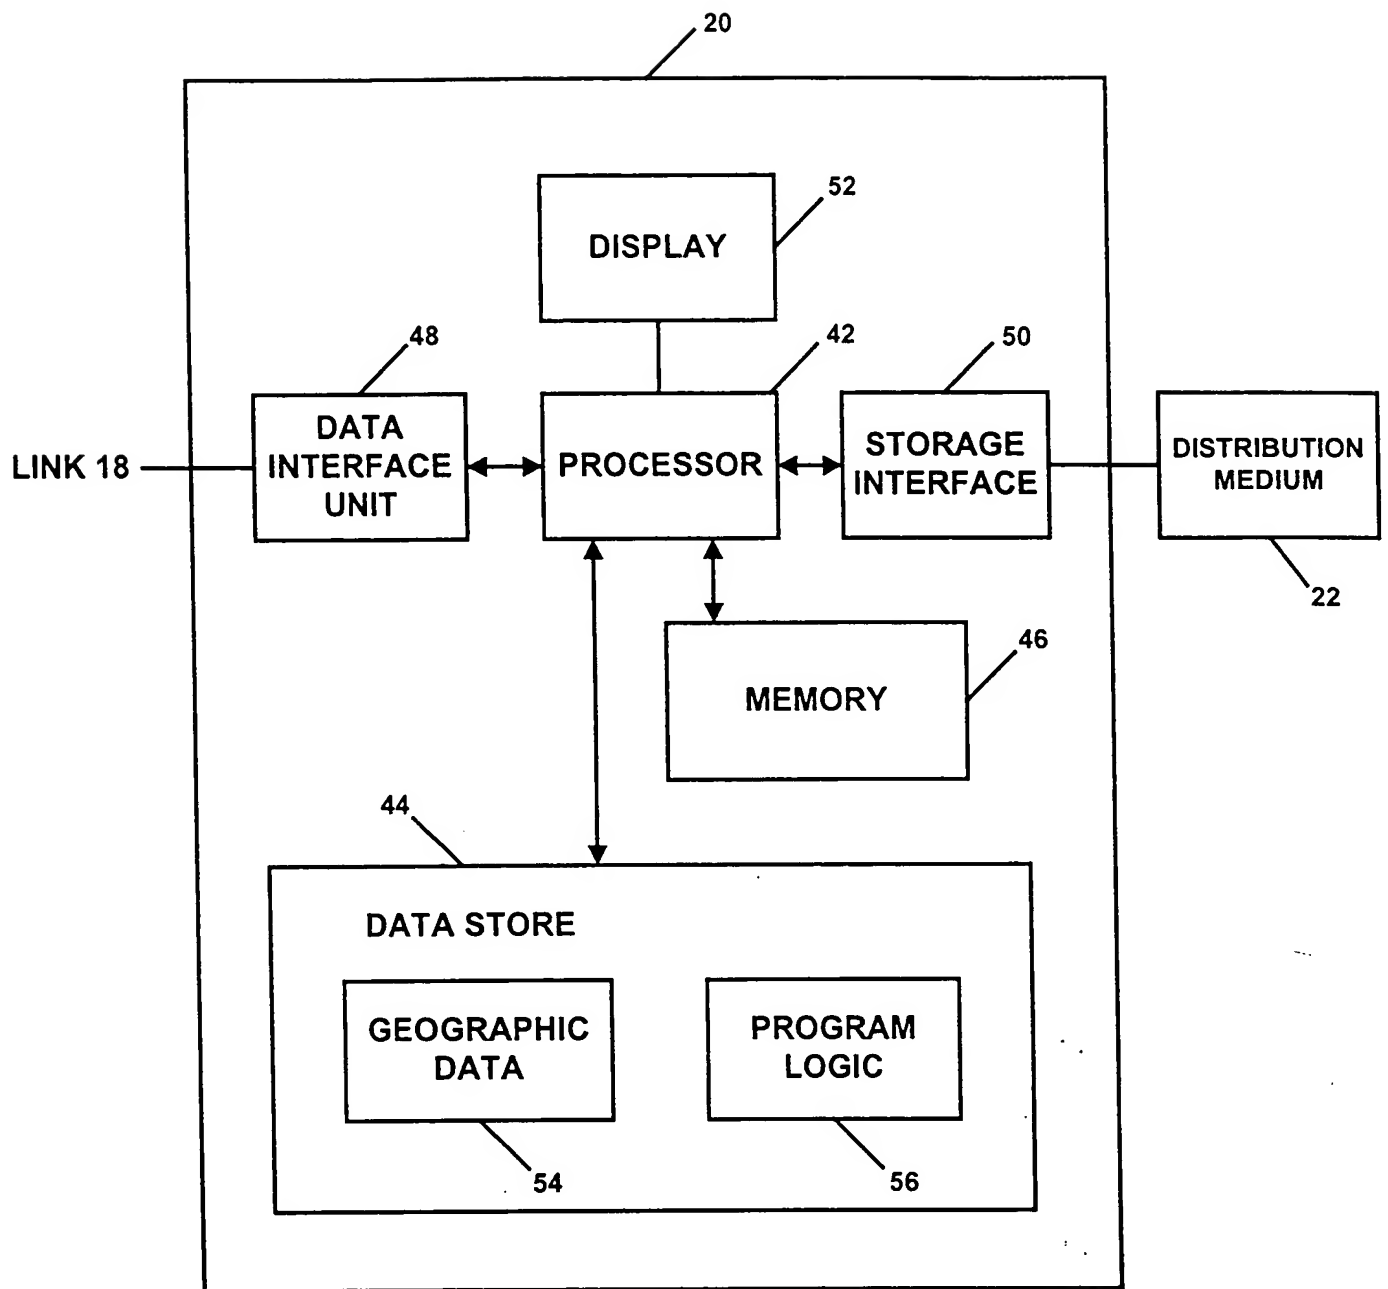 20
52
DISPLAY
48
42
50
DATA
INTERFACE
UNIT
LINK 18
PROCESSOR
STORAGE
INTERFACE
DISTRIBUTION
MEDIUM
22
46
MEMORY
44
DATA STORE
GEOGRAPHIC
DATA
PROGRAM
LOGIC
54
56